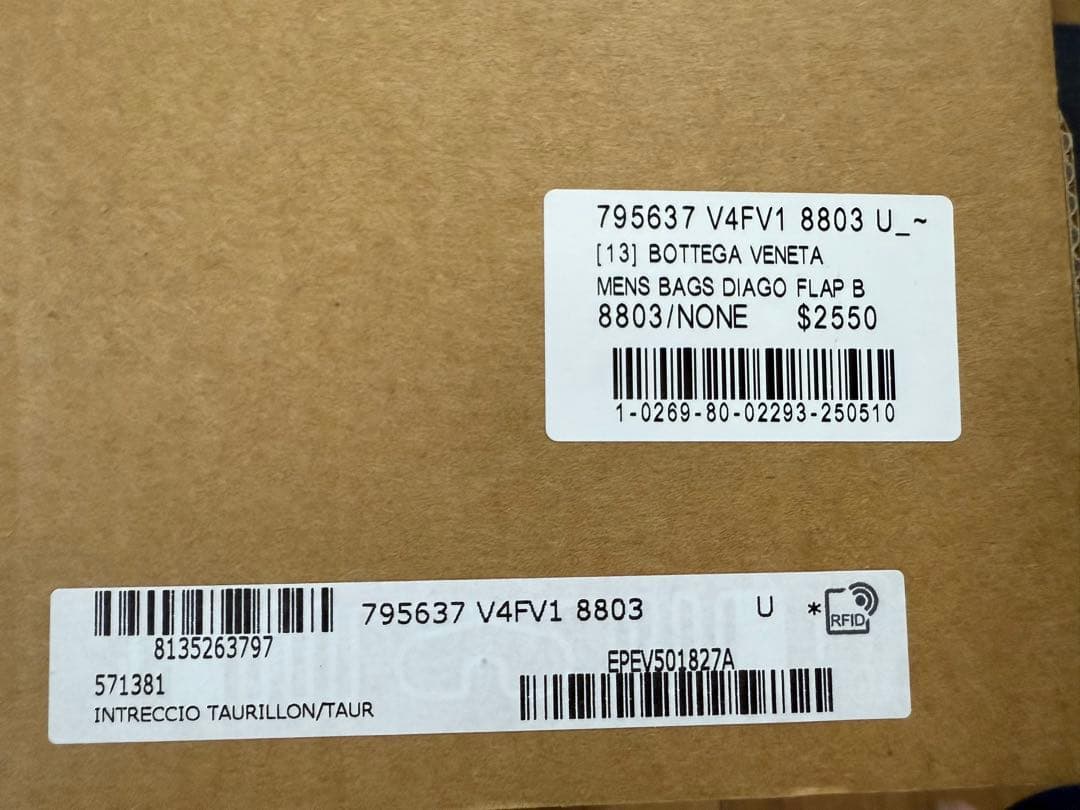 795637 V4FV1 8803 U_~
[13] BOTTEGA VENETA
MENS BAGS DIAGO FLAP B
8803/NONE $2550
1-0269-80-02293-250510
795637 V4FV1 8803 U *
RFID
8135263797
EPEV501827A
571381
INTRECCIO TAURILLON/TAUR